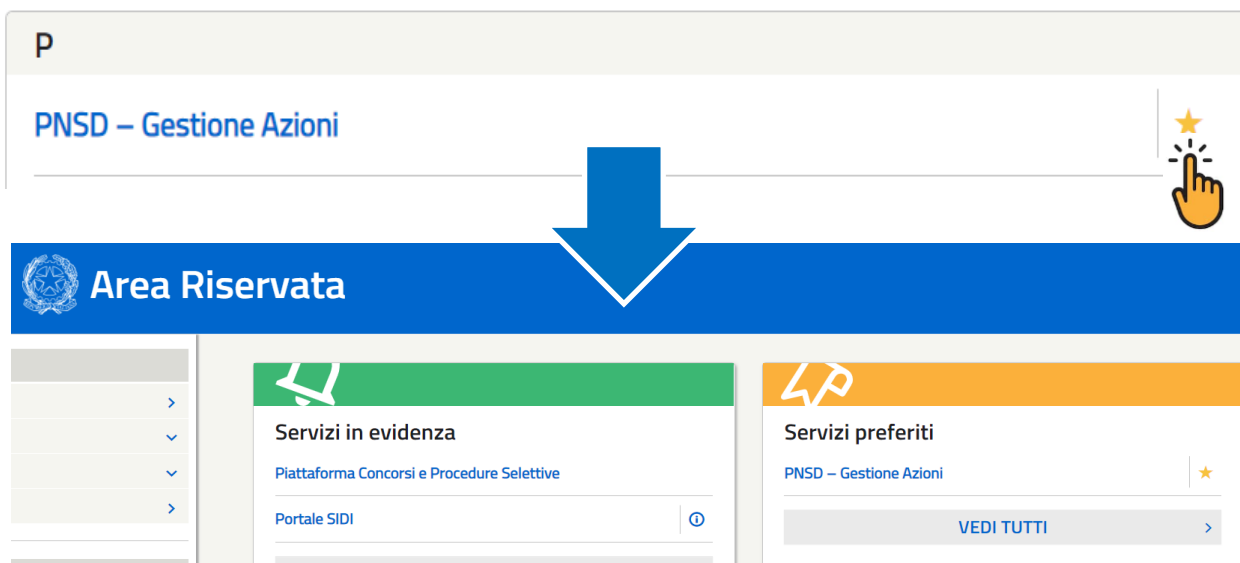 P
PNSD – Gestione Azioni
Area Riservata
Servizi in evidenza
Piattaforma Concorsi e Procedure Selettive
Portale SIDI
Servizi preferiti
PNSD – Gestione Azioni
VEDI TUTTI